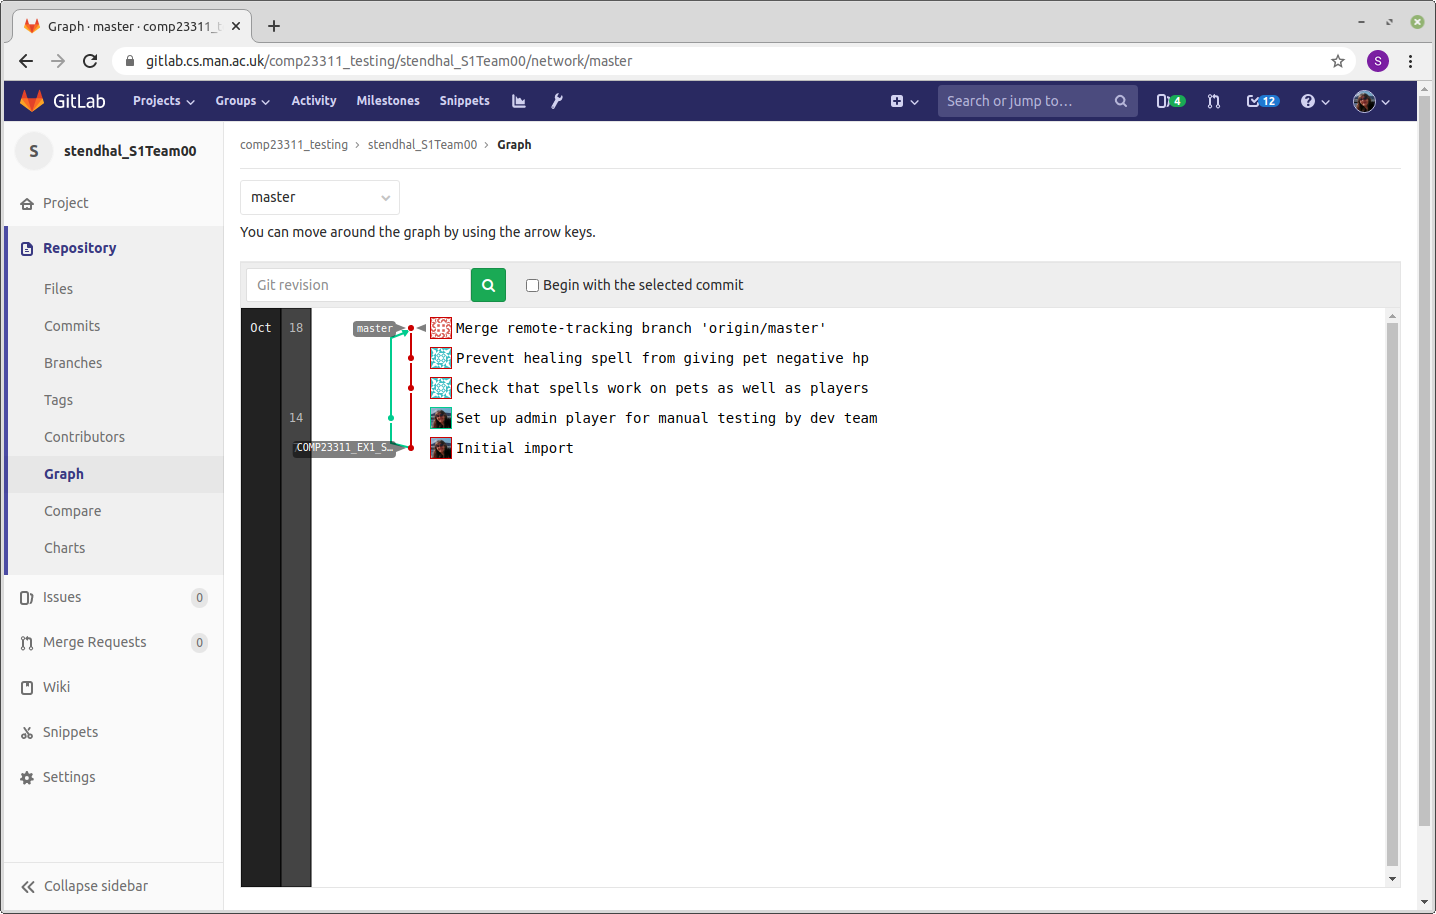 Graph · master · comp23311_t
gitlab.cs.man.ac.uk/comp23311_testing/stendhal_S1Team00/network/master
S
GitLab Projects Groups Activity Milestones Snippets Search or jump to… 4 12
S stendhal_S1Team00
Project
Repository
Files
Commits
Branches
Tags
Contributors
Graph
Compare
Charts
Issues 0
Merge Requests 0
Wiki
Snippets
Settings
Collapse sidebar
comp23311_testing › stendhal_S1Team00 › Graph
master
You can move around the graph by using the arrow keys.
Git revision Begin with the selected commit
Oct 18 master Merge remote-tracking branch 'origin/master'
Prevent healing spell from giving pet negative hp
Check that spells work on pets as well as players
14 Set up admin player for manual testing by dev team
COMP23311_EX1_S… Initial import